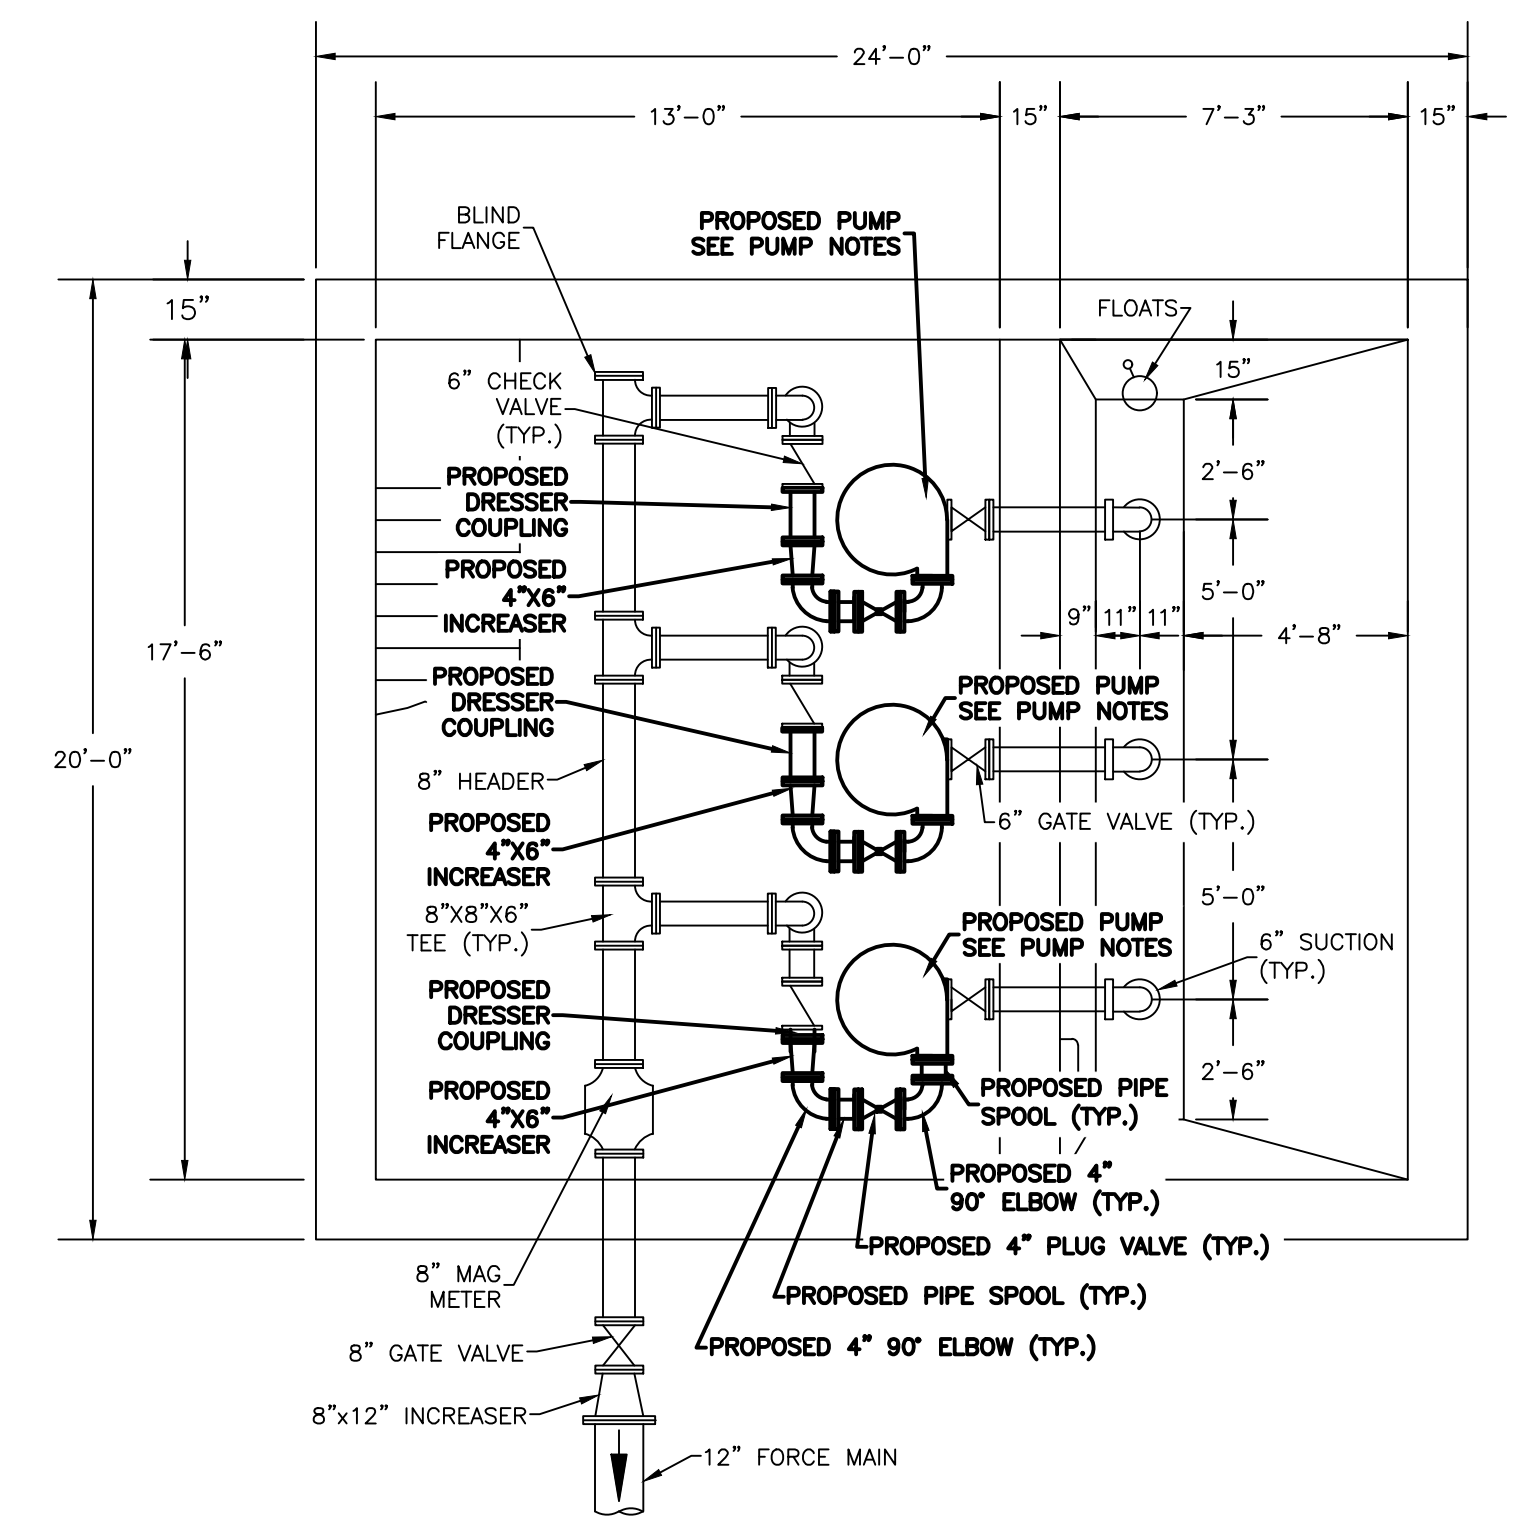 24'-0"
13'-0"
15"
7'-3"
15"
BLIND
FLANGE
PROPOSED PUMP
SEE PUMP NOTES
15"
FLOATS
15"
6" CHECK
VALVE
(TYP.)
2'-6"
PROPOSED
DRESSER
COUPLING
PROPOSED
4"X6"
INCREASER
5'-0"
9"
11"
11"
4'-8"
17'-6"
PROPOSED
DRESSER
COUPLING
PROPOSED PUMP
SEE PUMP NOTES
20'-0"
8" HEADER
6" GATE VALVE (TYP.)
PROPOSED
4"X6"
INCREASER
5'-0"
8"X8"X6"
TEE (TYP.)
PROPOSED PUMP
SEE PUMP NOTES
6" SUCTION
(TYP.)
PROPOSED
DRESSER
COUPLING
2'-6"
PROPOSED
4"X6"
INCREASER
PROPOSED PIPE
SPOOL (TYP.)
PROPOSED 4"
90° ELBOW (TYP.)
PROPOSED 4" PLUG VALVE (TYP.)
8" MAG
METER
PROPOSED PIPE SPOOL (TYP.)
8" GATE VALVE
PROPOSED 4" 90° ELBOW (TYP.)
8"x12" INCREASER
12" FORCE MAIN